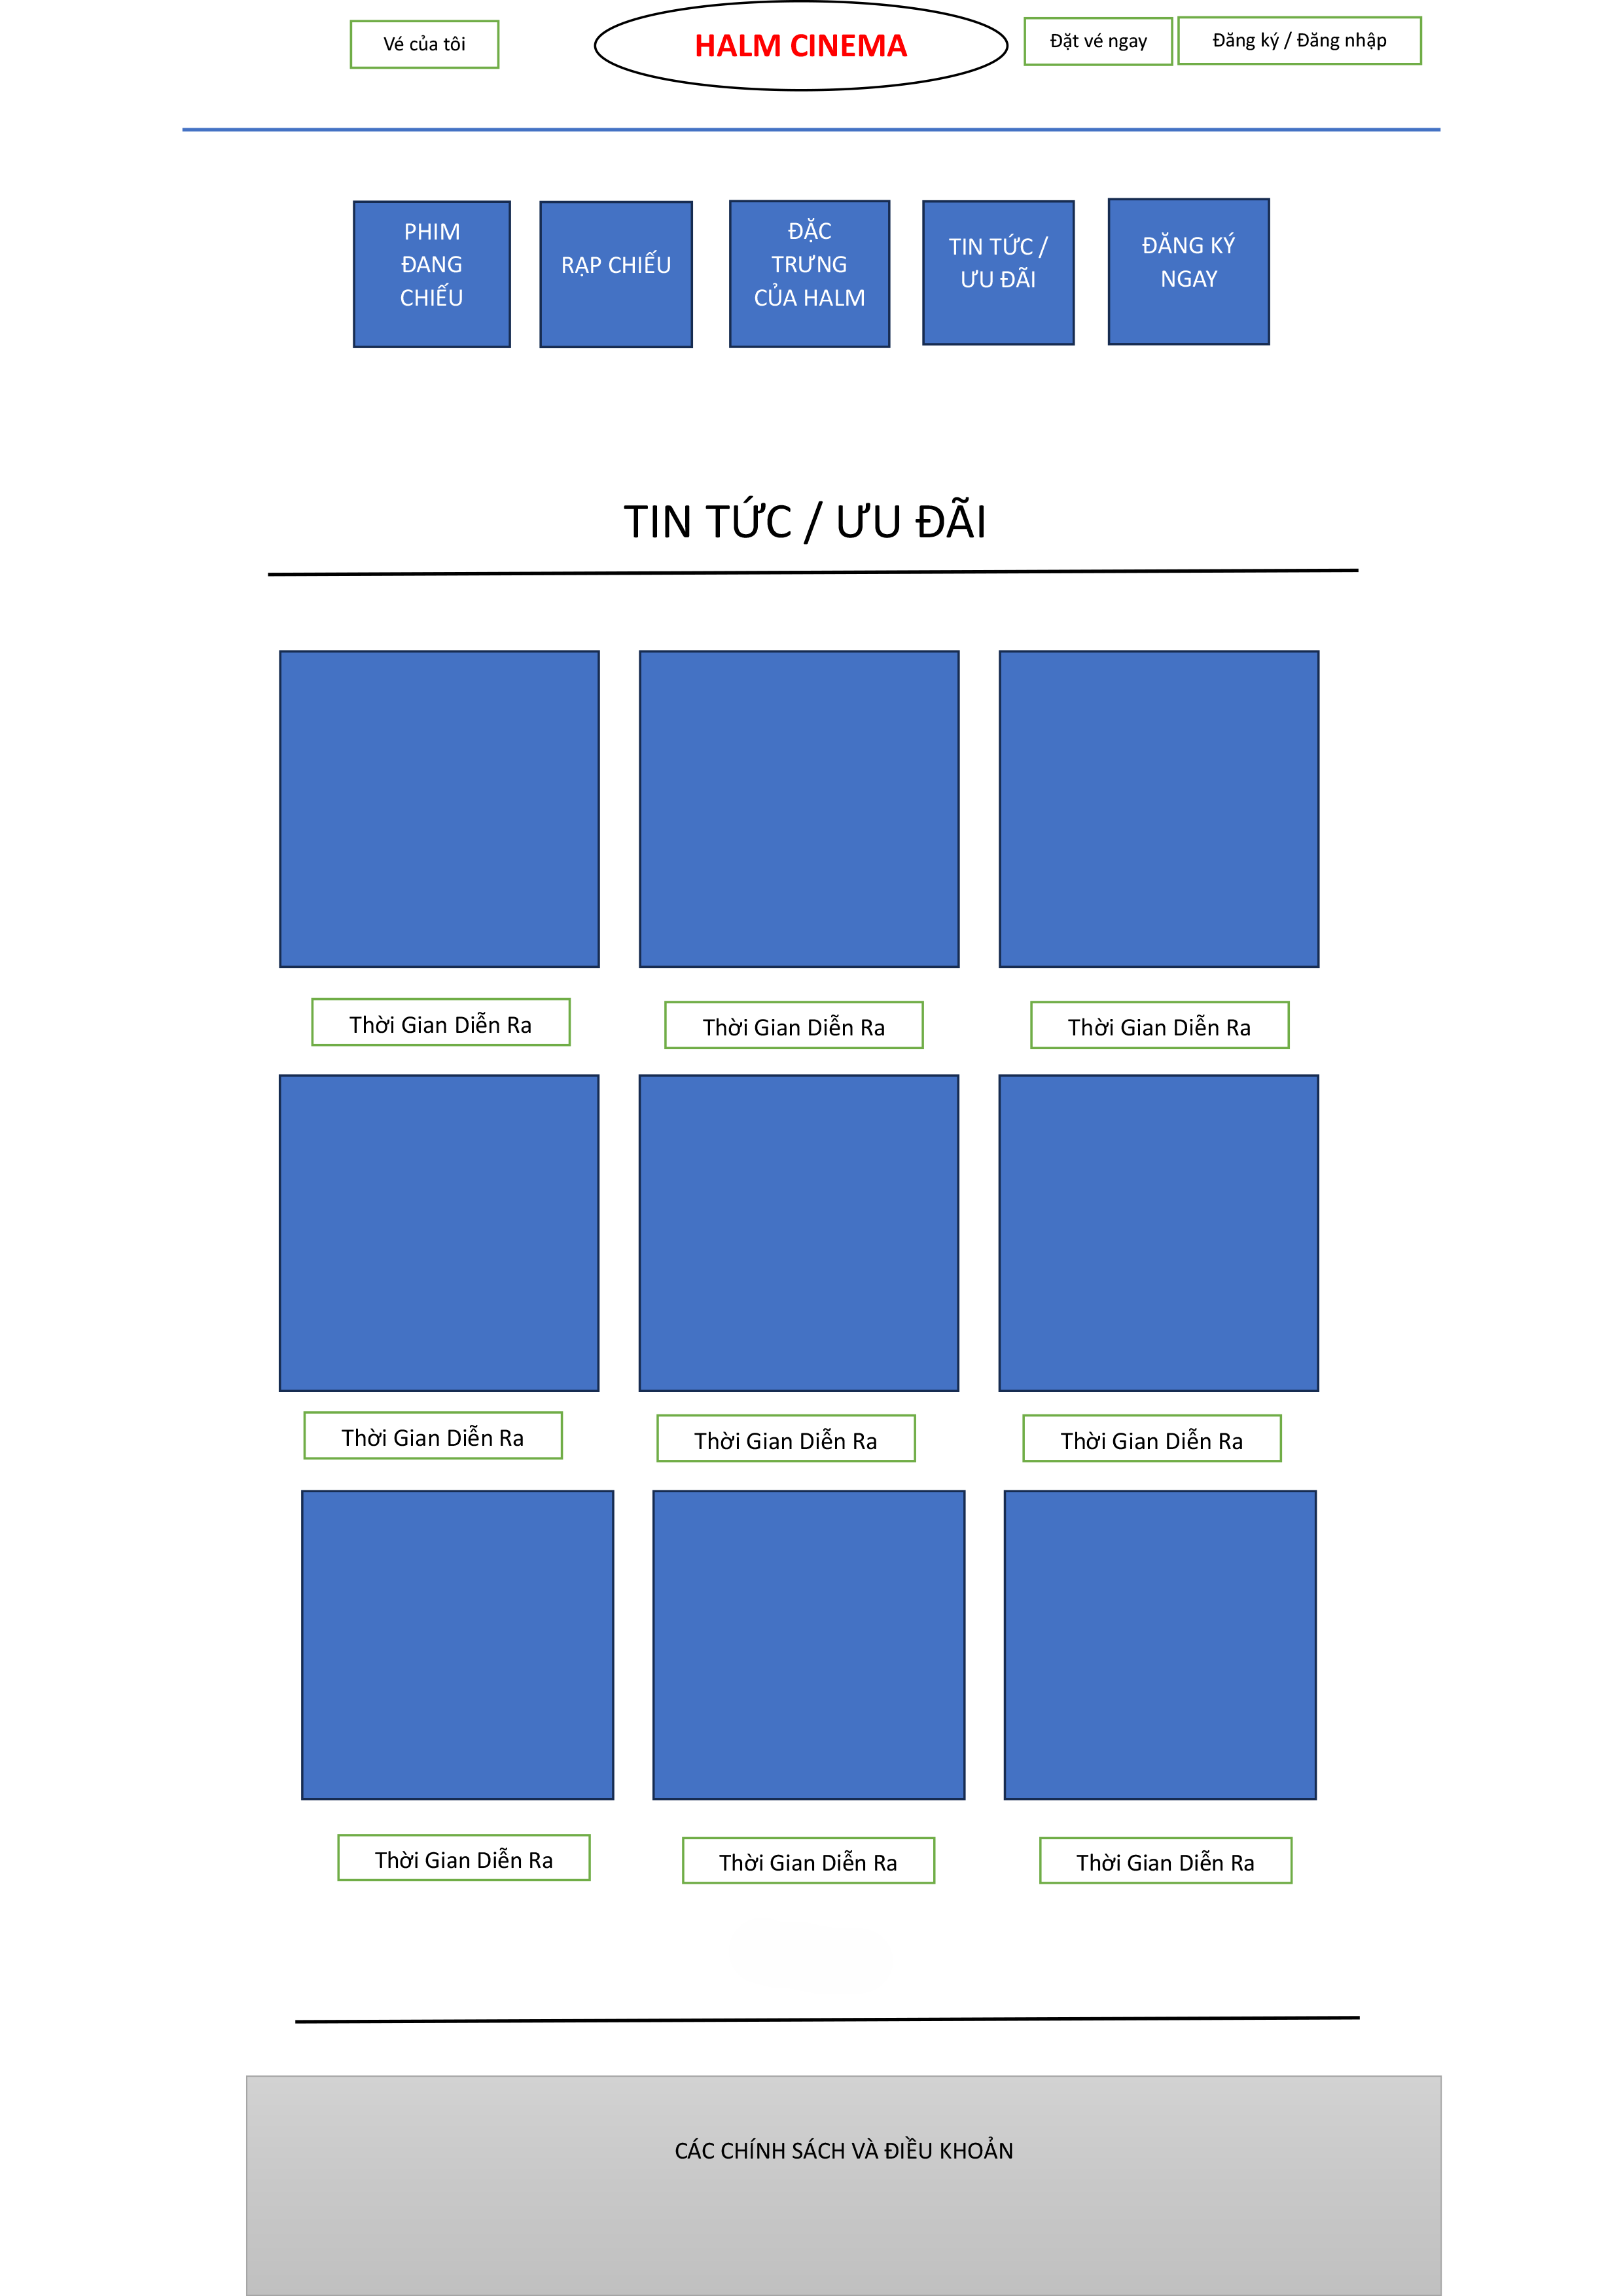 Vé của tôi
HALM CINEMA
Đặt vé ngay
Đăng ký / Đăng nhập
PHIM
ĐANG
CHIẾU
RẠP CHIẾU
ĐẶC
TRƯNG
CỦA HALM
TIN TỨC /
ƯU ĐÃI
ĐĂNG KÝ
NGAY
TIN TỨC / ƯU ĐÃI
Thời Gian Diễn Ra
Thời Gian Diễn Ra
Thời Gian Diễn Ra
Thời Gian Diễn Ra
Thời Gian Diễn Ra
Thời Gian Diễn Ra
Thời Gian Diễn Ra
Thời Gian Diễn Ra
Thời Gian Diễn Ra
CÁC CHÍNH SÁCH VÀ ĐIỀU KHOẢN